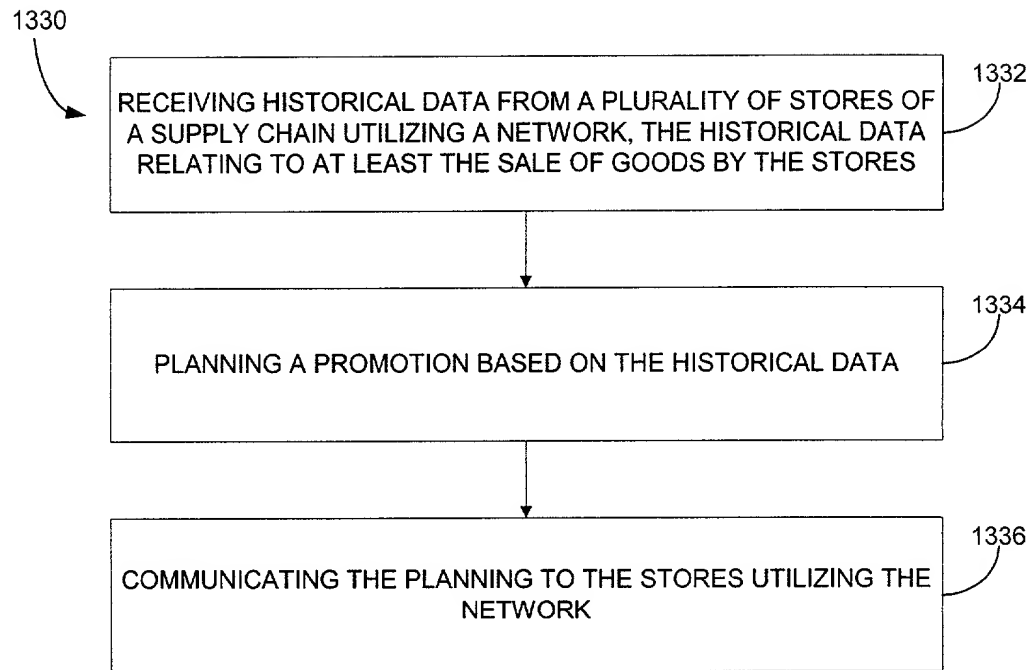 1330
1332
RECEIVING HISTORICAL DATA FROM A PLURALITY OF STORES OF
A SUPPLY CHAIN UTILIZING A NETWORK, THE HISTORICAL DATA
RELATING TO AT LEAST THE SALE OF GOODS BY THE STORES
1334
PLANNING A PROMOTION BASED ON THE HISTORICAL DATA
1336
COMMUNICATING THE PLANNING TO THE STORES UTILIZING THE
NETWORK